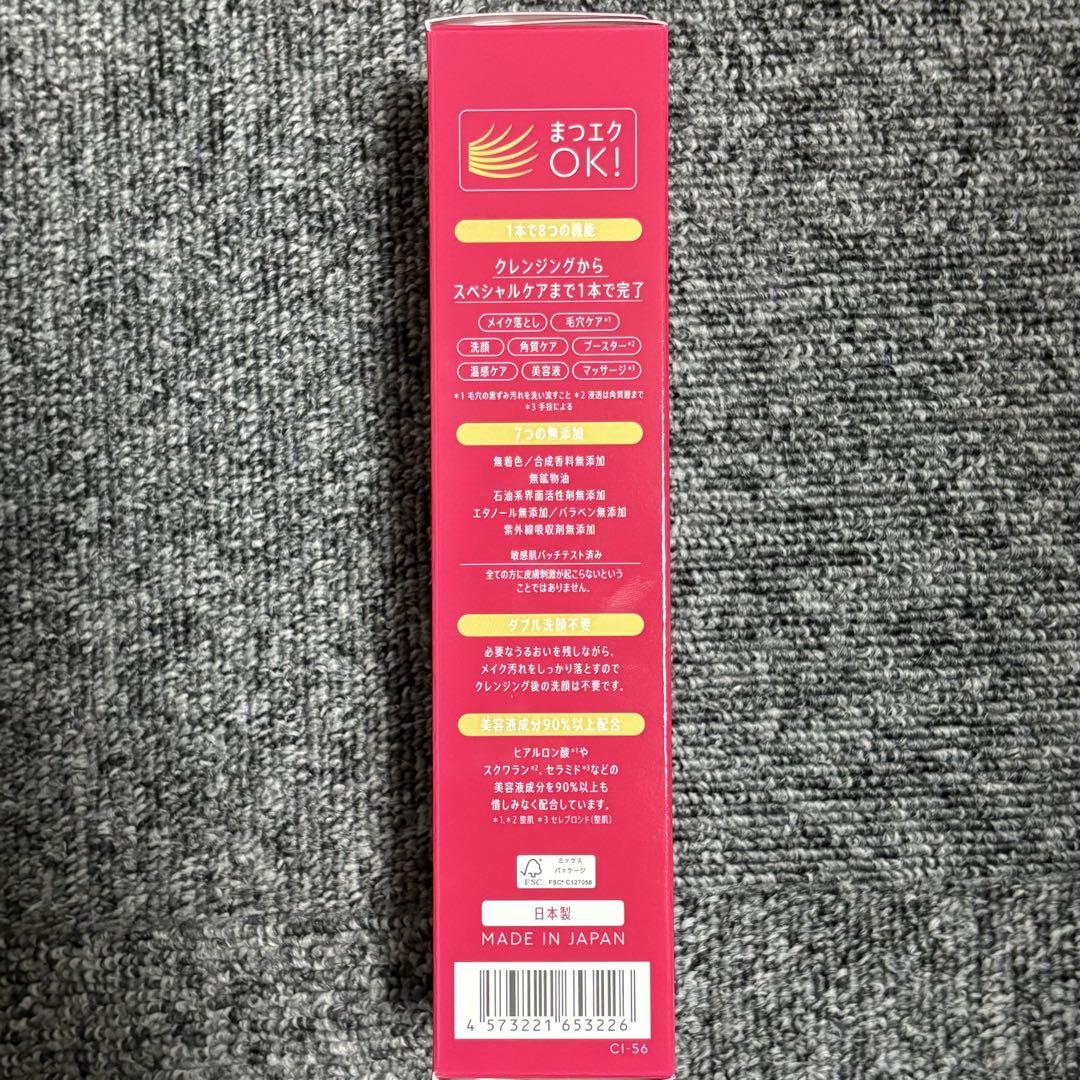 まつエク
OK!
1本で8つの機能
クレンジングから
スペシャルケアまで1本で完了
メイク落とし 毛穴ケア*1
洗顔 角質ケア ブースター*2
温感ケア 美容液 マッサージ*3
*1 毛穴の黒ずみ汚れを洗い流すこと *2 浸透は角質層まで
*3 手技による
7つの無添加
無着色/合成香料無添加
無鉱物油
石油系界面活性剤無添加
エタノール無添加/パラベン無添加
紫外線吸収剤無添加
敏感肌パッチテスト済み
全ての方に皮膚刺激が起こらないという
ことではありません。
ダブル洗顔不要
必要なうるおいを残しながら、
メイク汚れをしっかり落とすので
クレンジング後の洗顔は不要です。
美容液成分90%以上配合
ヒアルロン酸*1や
スクワラン*2、セラミド*3などの
美容液成分を90%以上も
惜しみなく配合しています。
*1、*2 整肌 *3 セレブロシド(整肌)
ミックス
パッケージ
FSC FSC® C127058
日本製
MADE IN JAPAN
4 573221 653226
CI-56